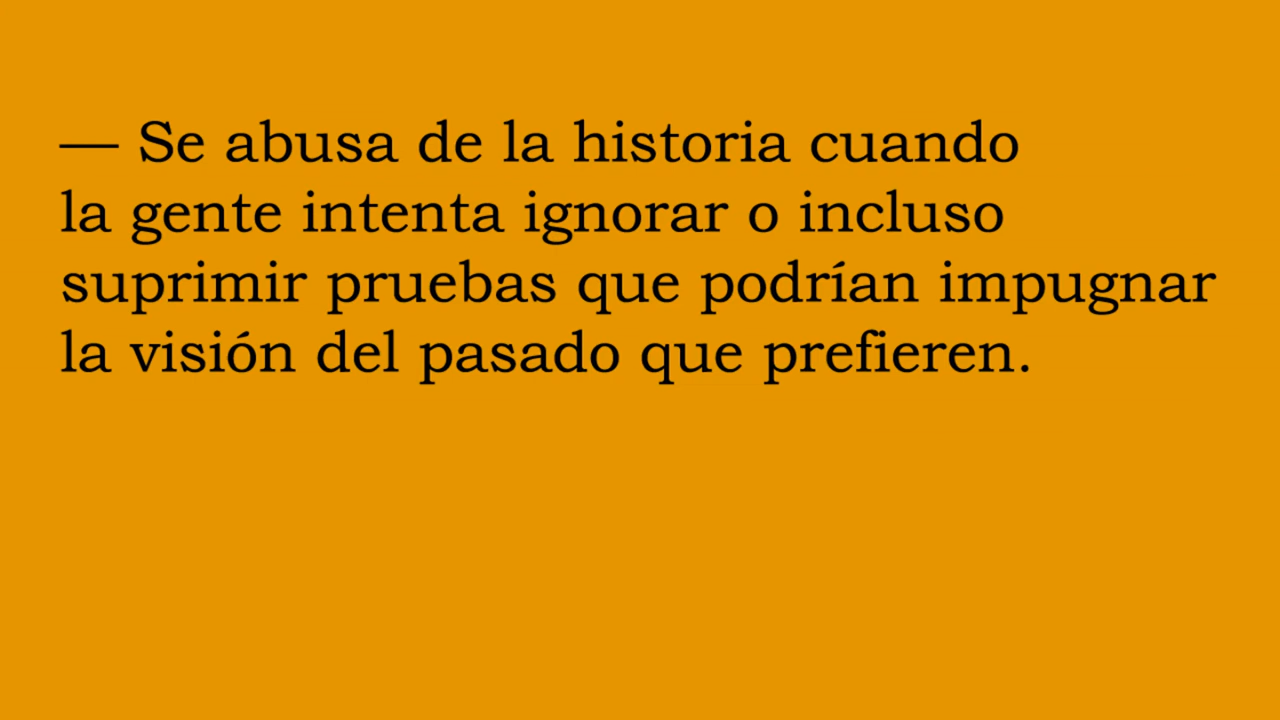 — Se abusa de la historia cuando
la gente intenta ignorar o incluso
suprimir pruebas que podrían impugnar
la visión del pasado que prefieren.